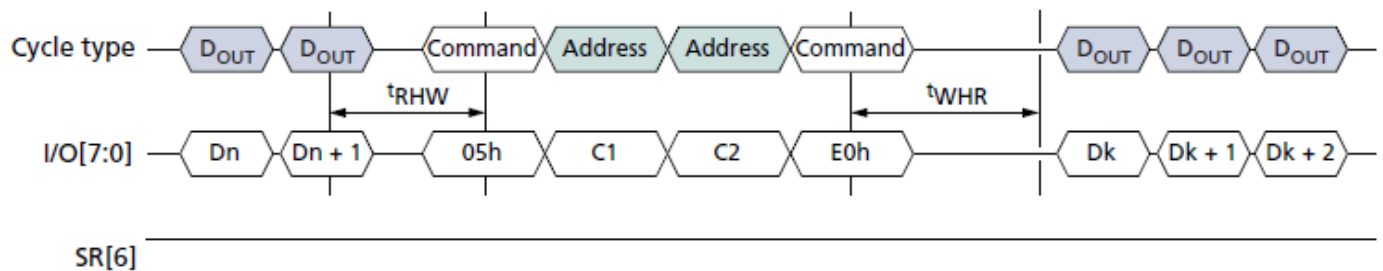 Cycle type DOUT DOUT Command Address Address Command DOUT DOUT DOUT
tRHW tWHR
I/O[7:0] Dn Dn + 1 05h C1 C2 E0h Dk Dk + 1 Dk + 2
SR[6]